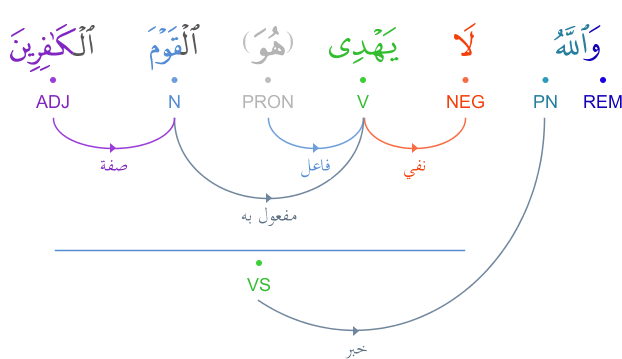 وَٱللَّهُ لَا يَهْدِى (هُوَ) ٱلْقَوْمَ ٱلْكَـٰفِرِينَ
REM PN NEG V PRON N ADJ
نفي فاعل صفة
مفعول به
VS
خبر